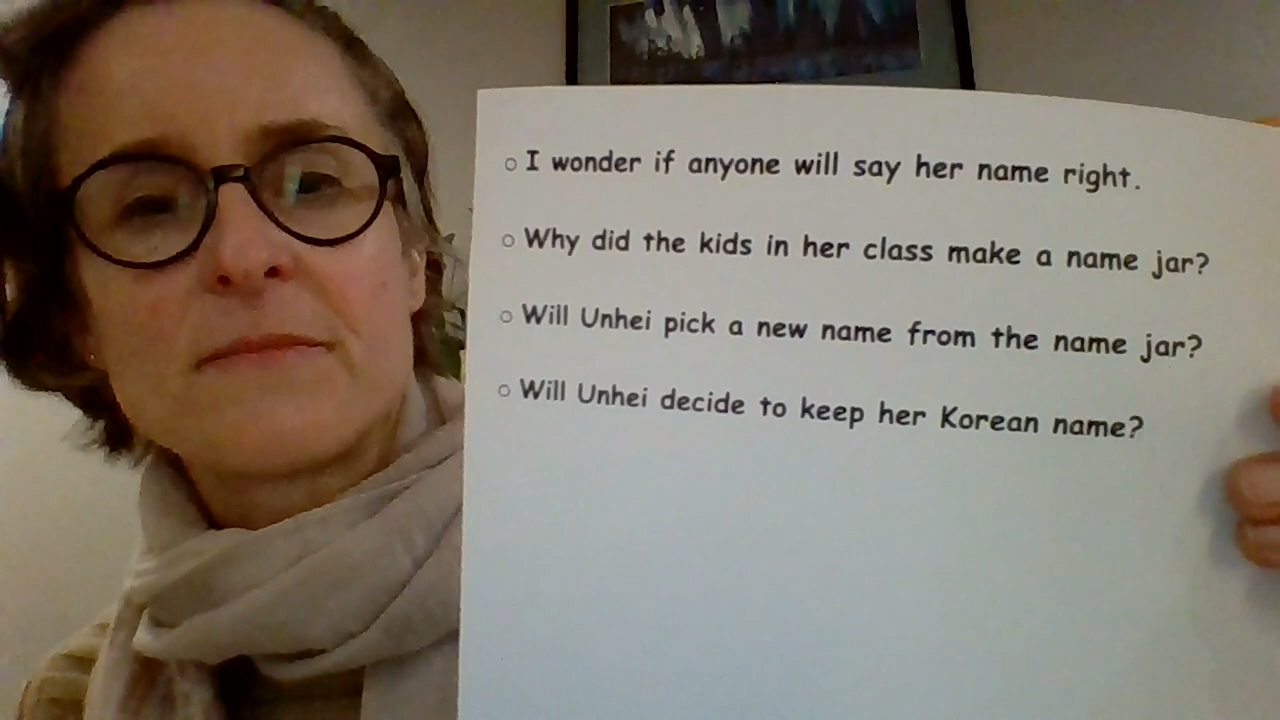 ○ I wonder if anyone will say her name right.
○ Why did the kids in her class make a name jar?
○ Will Unhei pick a new name from the name jar?
○ Will Unhei decide to keep her Korean name?